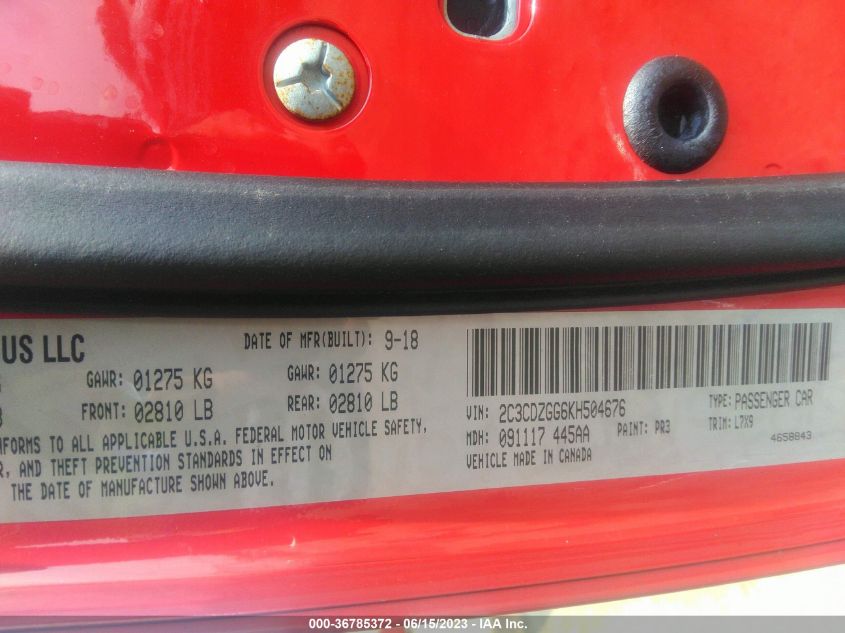 US LLC
DATE OF MFR(BUILT): 9-18
GAWR: 01275 KG
GAWR: 01275 KG
FRONT: 02810 LB
REAR: 02810 LB
NFORMS TO ALL APPLICABLE U.S.A. FEDERAL MOTOR VEHICLE SAFETY,
R, AND THEFT PREVENTION STANDARDS IN EFFECT ON
THE DATE OF MANUFACTURE SHOWN ABOVE.
VIN: 2C3CDZGG6KH504676
TYPE: PASSENGER CAR
MDH: 091117 445AA
PAINT: PR3
TRIM: L7X9
VEHICLE MADE IN CANADA
4658843
000-36785372 - 06/15/2023 - IAA Inc.